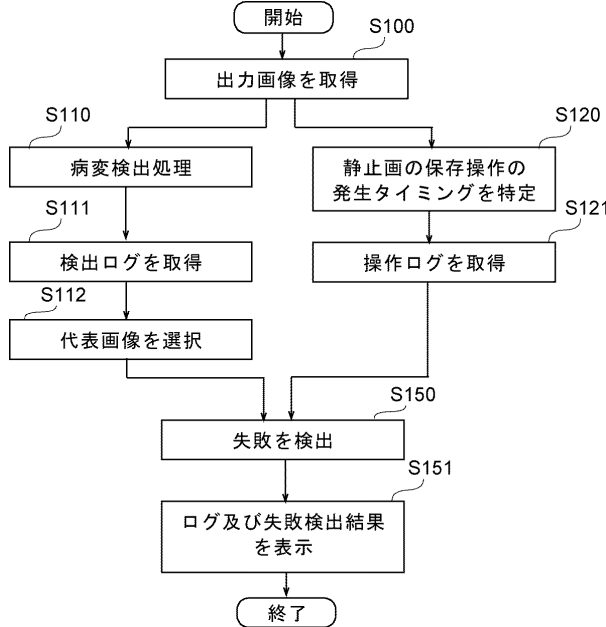 開始
S100
出力画像を取得
S110
病変検出処理
S120
静止画の保存操作の
発生タイミングを特定
S111
検出ログを取得
S121
操作ログを取得
S112
代表画像を選択
S150
失敗を検出
S151
ログ及び失敗検出結果
を表示
終了